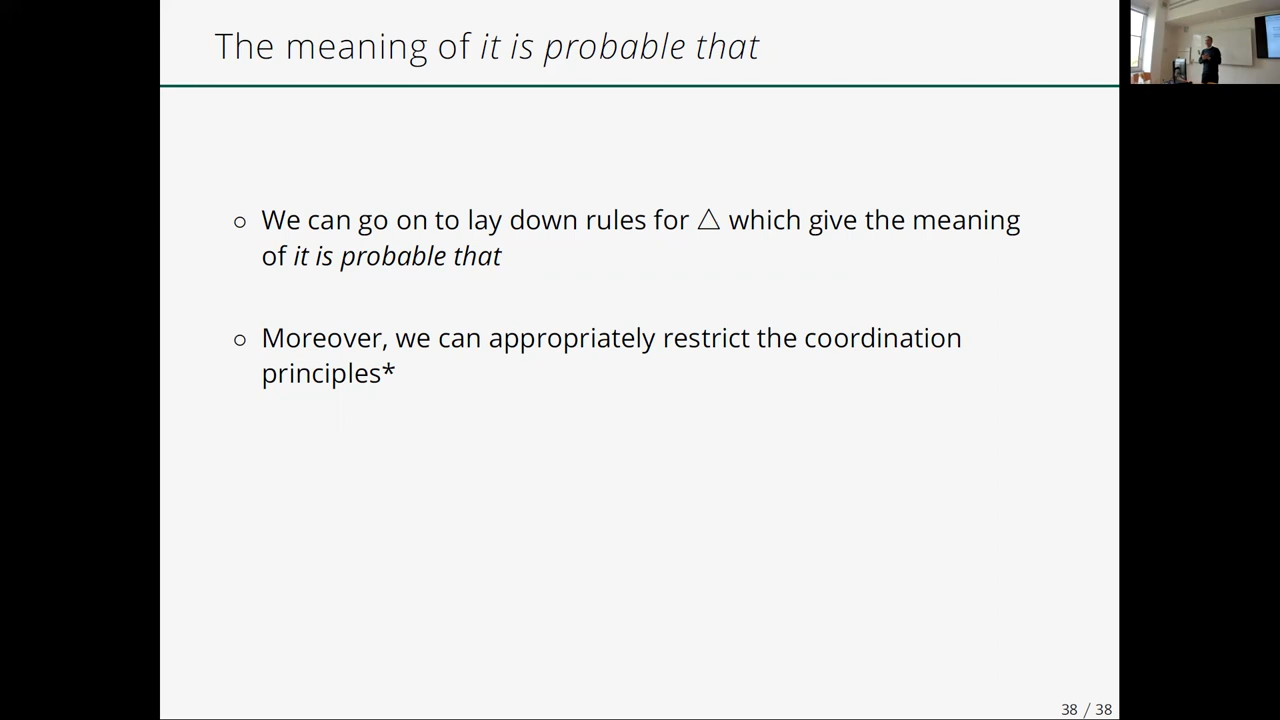 The meaning of it is probable that
○ We can go on to lay down rules for △ which give the meaning
of it is probable that
○ Moreover, we can appropriately restrict the coordination
principles*
38 / 38